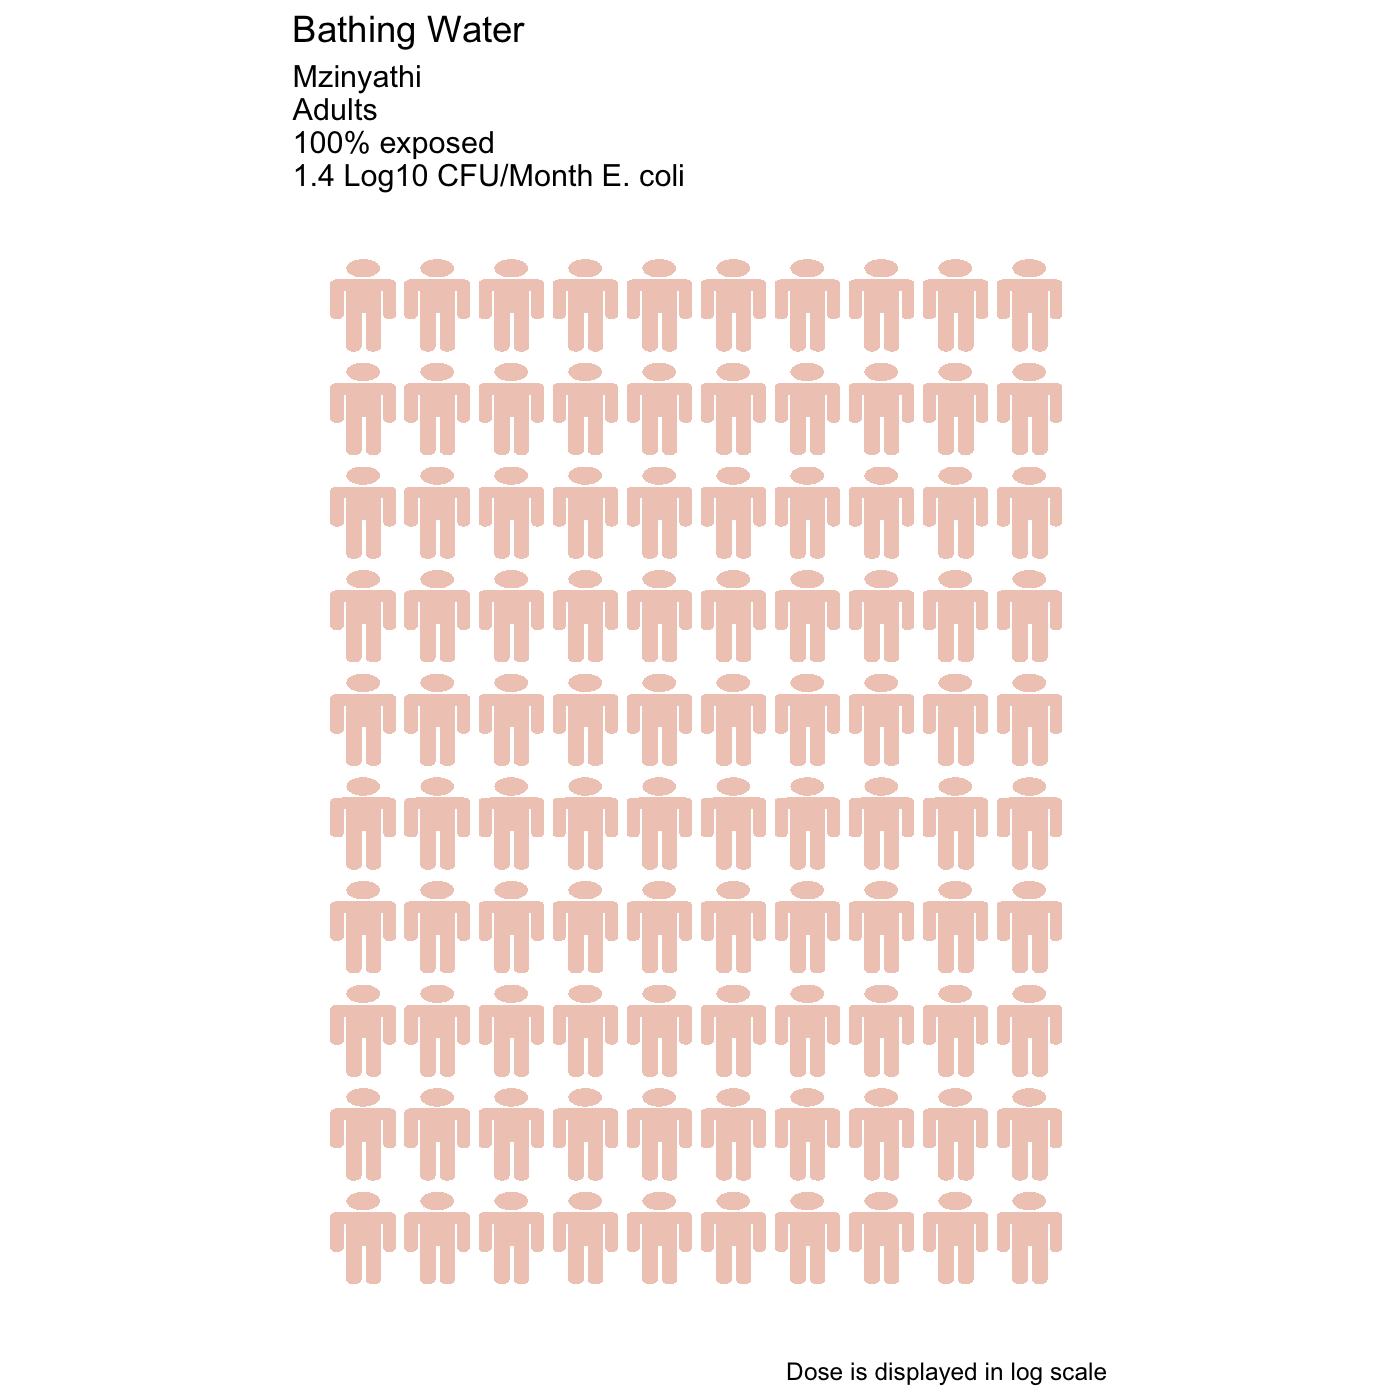 Bathing Water
Mzinyathi
Adults
100% exposed
1.4 Log10 CFU/Month E. coli
Dose is displayed in log scale